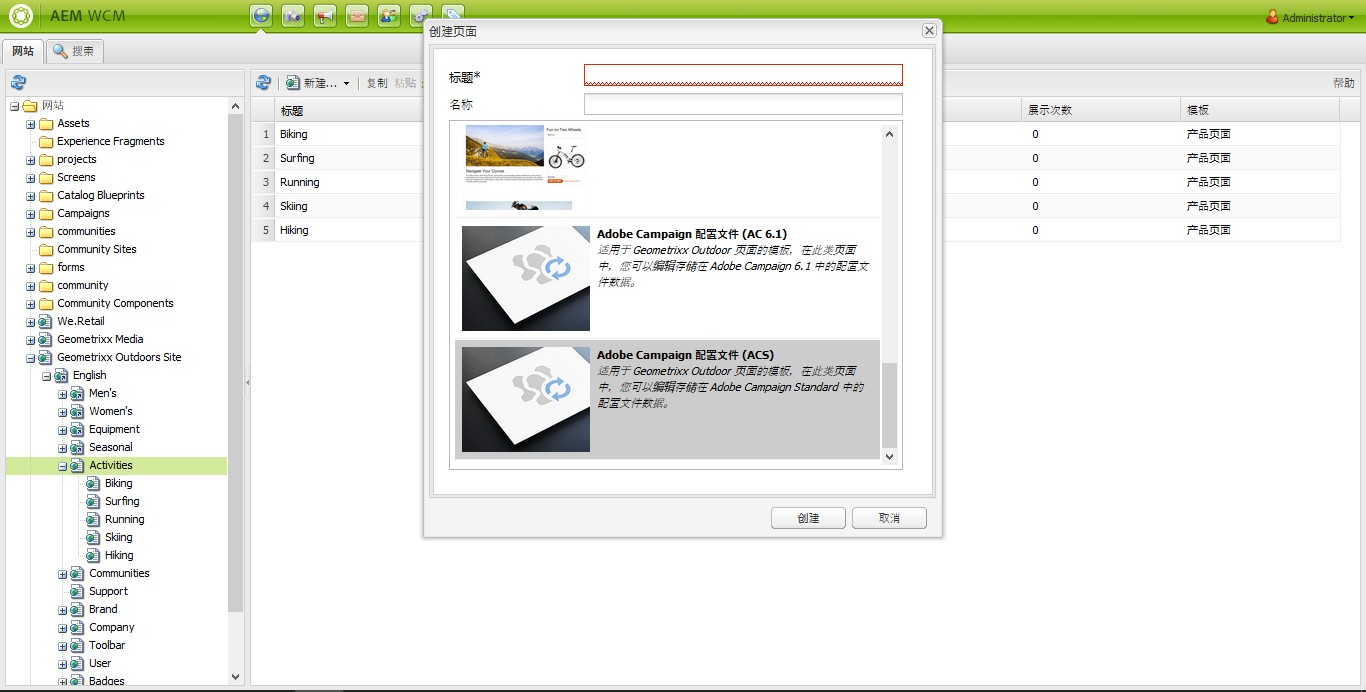 AEM WCM
Administrator
网站
搜索
创建页面
标题*
名称
Fun on Two Wheels
Navigate Your Course
Adobe Campaign 配置文件 (AC 6.1)
适用于 Geometrixx Outdoor 页面的模板，在此类页面
中，您可以编辑存储在 Adobe Campaign 6.1 中的配置文
件数据。
Adobe Campaign 配置文件 (ACS)
适用于 Geometrixx Outdoor 页面的模板，在此类页面
中，您可以编辑存储在 Adobe Campaign Standard 中的
配置文件数据。
创建
取消
网站
Assets
Experience Fragments
projects
Screens
Catalog Blueprints
Campaigns
communities
Community Sites
forms
community
Community Components
We.Retail
Geometrixx Media
Geometrixx Outdoors Site
English
Men's
Women's
Equipment
Seasonal
Activities
Biking
Surfing
Running
Skiing
Hiking
Communities
Support
Brand
Company
Toolbar
User
Badges
新建... 复制 粘贴 帮助
标题 展示次数 模板
1 Biking 0 产品页面
2 Surfing 0 产品页面
3 Running 0 产品页面
4 Skiing 0 产品页面
5 Hiking 0 产品页面